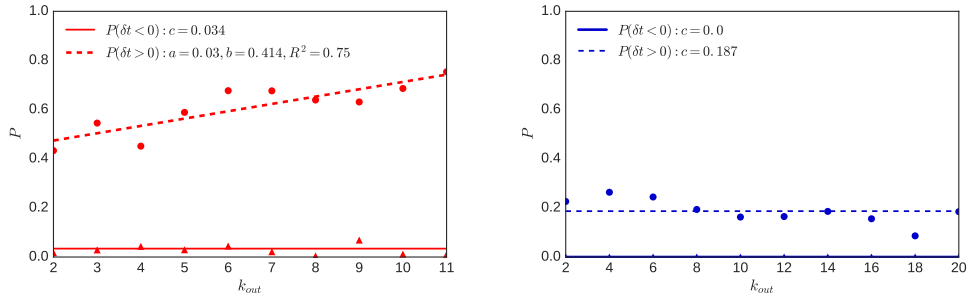 1.0
0.8
0.6
0.4
0.2
0.0
P
P(δt<0) : c = 0.034
P(δt>0) : a = 0.03, b = 0.414, R² = 0.75
2 3 4 5 6 7 8 9 10 11
k_out
1.0
0.8
0.6
0.4
0.2
0.0
P
P(δt<0) : c = 0.0
P(δt>0) : c = 0.187
2 4 6 8 10 12 14 16 18 20
k_out